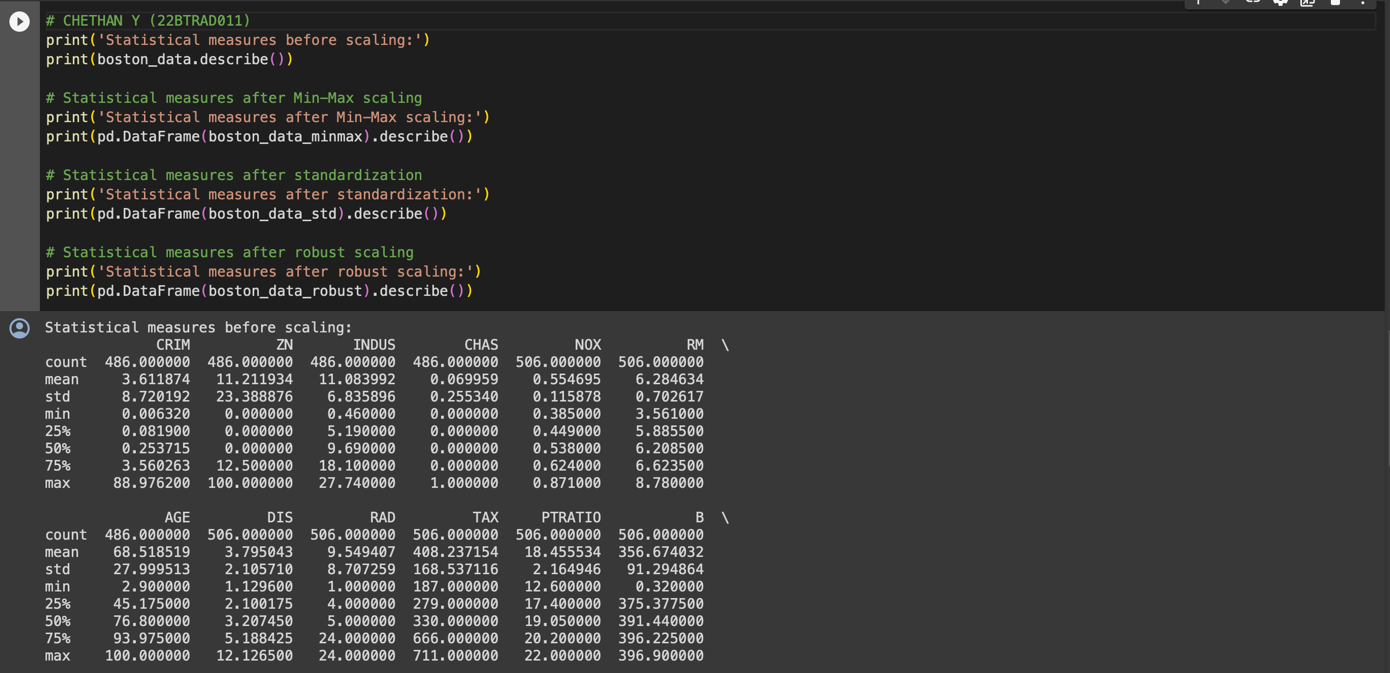 # CHETHAN Y (22BTRAD011)
print('Statistical measures before scaling:')
print(boston_data.describe())

# Statistical measures after Min-Max scaling
print('Statistical measures after Min-Max scaling:')
print(pd.DataFrame(boston_data_minmax).describe())

# Statistical measures after standardization
print('Statistical measures after standardization:')
print(pd.DataFrame(boston_data_std).describe())

# Statistical measures after robust scaling
print('Statistical measures after robust scaling:')
print(pd.DataFrame(boston_data_robust).describe())

Statistical measures before scaling:
             CRIM          ZN       INDUS        CHAS         NOX          RM  \
count  486.000000  486.000000  486.000000  486.000000  506.000000  506.000000
mean     3.611874   11.211934   11.083992    0.069959    0.554695    6.284634
std      8.720192   23.388876    6.835896    0.255340    0.115878    0.702617
min      0.006320    0.000000    0.460000    0.000000    0.385000    3.561000
25%      0.081900    0.000000    5.190000    0.000000    0.449000    5.885500
50%      0.253715    0.000000    9.690000    0.000000    0.538000    6.208500
75%      3.560263   12.500000   18.100000    0.000000    0.624000    6.623500
max     88.976200  100.000000   27.740000    1.000000    0.871000    8.780000

              AGE         DIS         RAD         TAX     PTRATIO           B  \
count  486.000000  506.000000  506.000000  506.000000  506.000000  506.000000
mean    68.518519    3.795043    9.549407  408.237154   18.455534  356.674032
std     27.999513    2.105710    8.707259  168.537116    2.164946   91.294864
min      2.900000    1.129600    1.000000  187.000000   12.600000    0.320000
25%     45.175000    2.100175    4.000000  279.000000   17.400000  375.377500
50%     76.800000    3.207450    5.000000  330.000000   19.050000  391.440000
75%     93.975000    5.188425   24.000000  666.000000   20.200000  396.225000
max    100.000000   12.126500   24.000000  711.000000   22.000000  396.900000